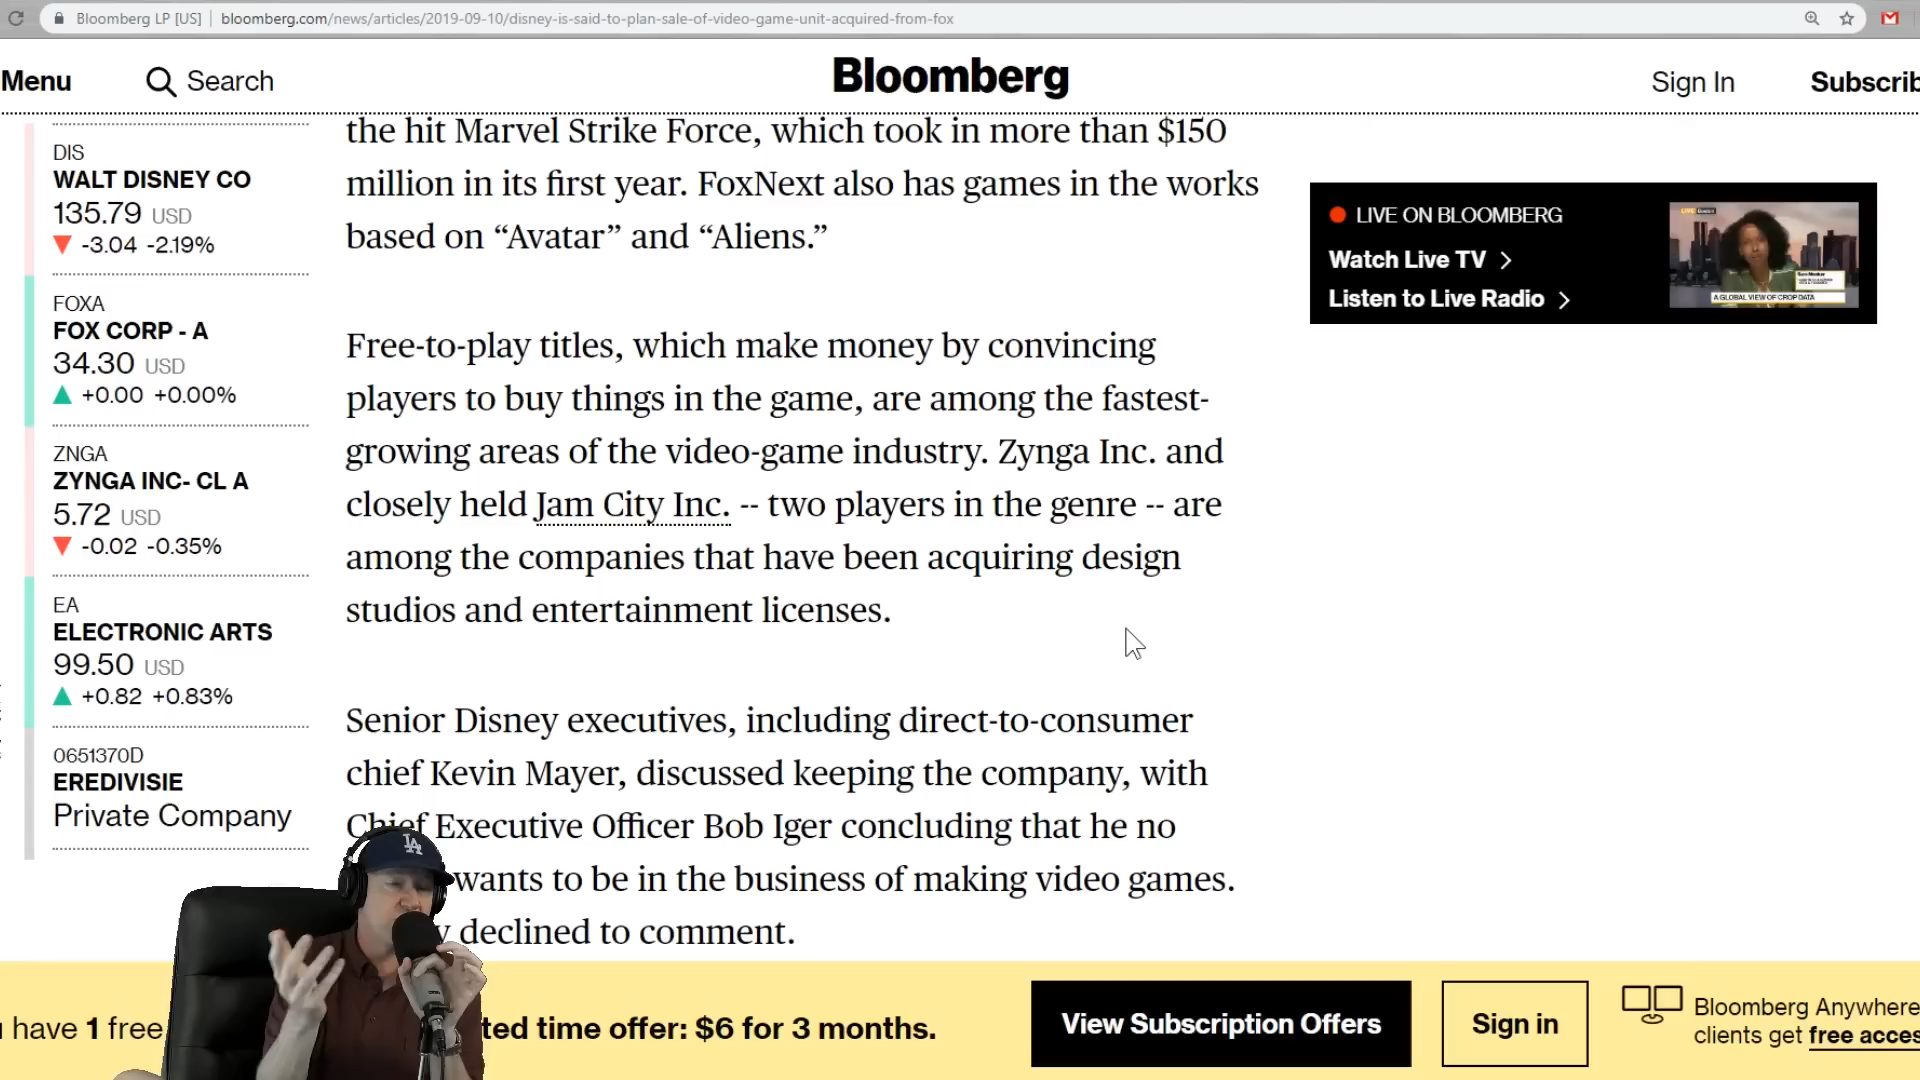 Bloomberg LP [US] bloomberg.com/news/articles/2019-09-10/disney-is-said-to-plan-sale-of-video-game-unit-acquired-from-fox
Menu
Search
Bloomberg
Sign In
Subscrib
DIS
WALT DISNEY CO
135.79 USD
-3.04 -2.19%
FOXA
FOX CORP - A
34.30 USD
+0.00 +0.00%
ZNGA
ZYNGA INC- CL A
5.72 USD
-0.02 -0.35%
EA
ELECTRONIC ARTS
99.50 USD
+0.82 +0.83%
0651370D
EREDIVISIE
Private Company
the hit Marvel Strike Force, which took in more than $150
million in its first year. FoxNext also has games in the works
based on “Avatar” and “Aliens.”
Free-to-play titles, which make money by convincing
players to buy things in the game, are among the fastest-
growing areas of the video-game industry. Zynga Inc. and
closely held Jam City Inc. -- two players in the genre -- are
among the companies that have been acquiring design
studios and entertainment licenses.
Senior Disney executives, including direct-to-consumer
chief Kevin Mayer, discussed keeping the company, with
Chief Executive Officer Bob Iger concluding that he no
wants to be in the business of making video games.
y declined to comment.
LIVE ON BLOOMBERG
Watch Live TV
Listen to Live Radio
A GLOBAL VIEW OF CROP DATA
LA
have 1 free
ted time offer: $6 for 3 months.
View Subscription Offers
Sign in
Bloomberg Anywhere
clients get free acces